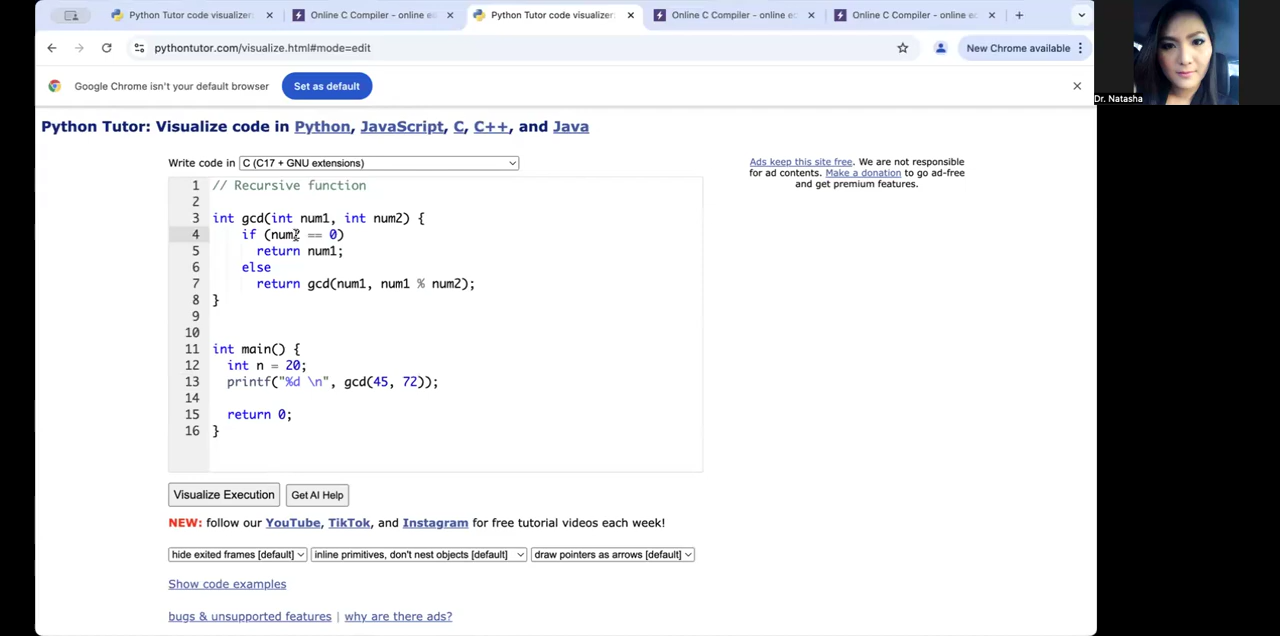 Python Tutor code visualizer:
Online C Compiler - online e
Python Tutor code visualizer:
Online C Compiler - online ec
Online C Compiler - online ec
pythontutor.com/visualize.html#mode=edit
New Chrome available
Google Chrome isn't your default browser
Set as default
Dr. Natasha
Python Tutor: Visualize code in Python, JavaScript, C, C++, and Java
Write code in C (C17 + GNU extensions)
Ads keep this site free. We are not responsible
for ad contents. Make a donation to go ad-free
and get premium features.
1 // Recursive function
2
3 int gcd(int num1, int num2) {
4 if (num2 == 0)
5 return num1;
6 else
7 return gcd(num1, num1 % num2);
8 }
9
10
11 int main() {
12 int n = 20;
13 printf("%d \n", gcd(45, 72));
14
15 return 0;
16 }
Visualize Execution
Get AI Help
NEW: follow our YouTube, TikTok, and Instagram for free tutorial videos each week!
hide exited frames [default]
inline primitives, don't nest objects [default]
draw pointers as arrows [default]
Show code examples
bugs & unsupported features | why are there ads?